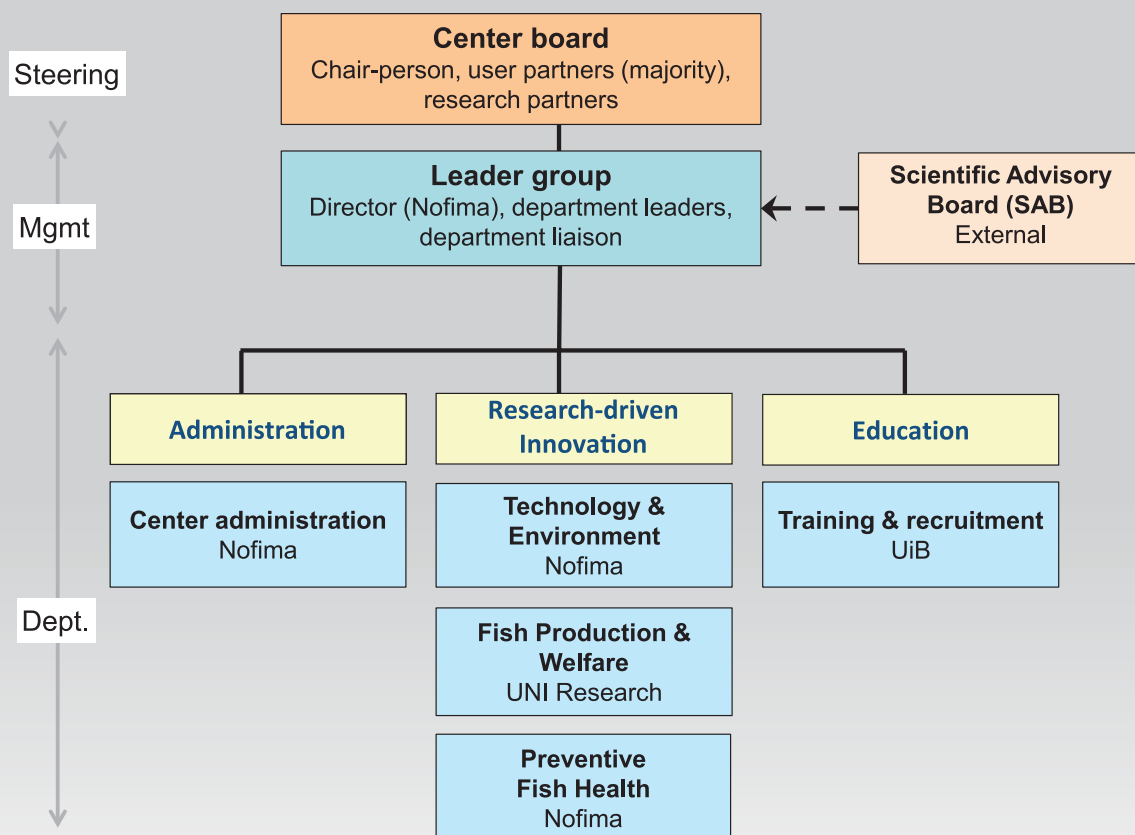 Steering
Center board
Chair-person, user partners (majority),
research partners
Mgmt
Leader group
Director (Nofima), department leaders,
department liaison
Scientific Advisory
Board (SAB)
External
Dept.
Administration
Research-driven
Innovation
Education
Center administration
Nofima
Technology &
Environment
Nofima
Training & recruitment
UiB
Fish Production &
Welfare
UNI Research
Preventive
Fish Health
Nofima